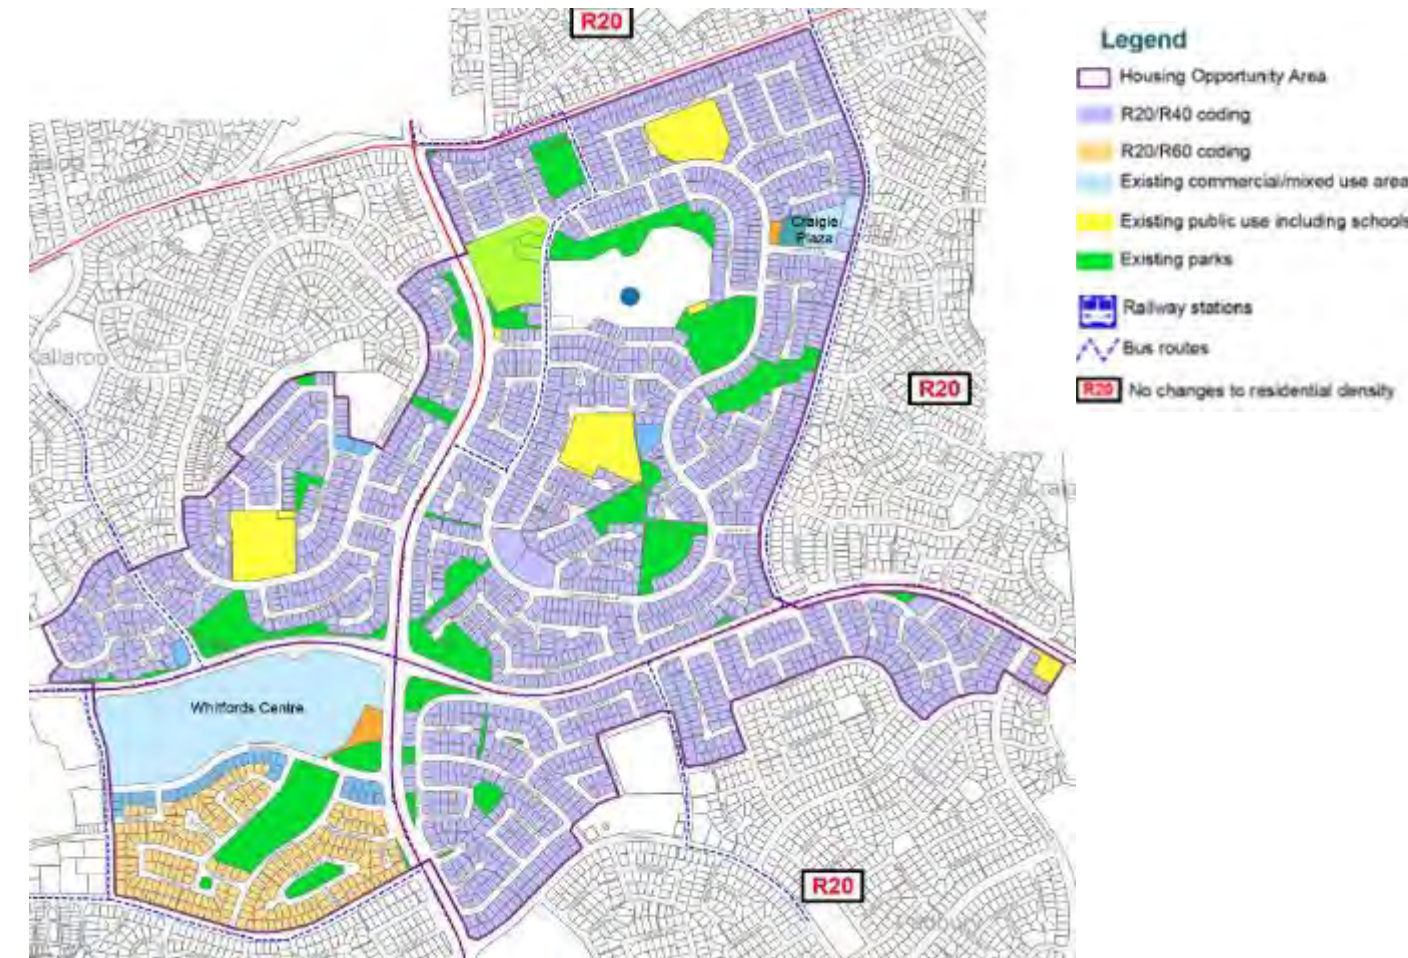 R20
Legend
Housing Opportunity Area
R20/R40 coding
R20/R60 coding
Existing commercial/mixed use area
Existing public use including schools
Existing parks
Railway stations
Bus routes
R20 No changes to residential density
Craigie
Plaza
allaroo
R20
Whitfords Centre
R20